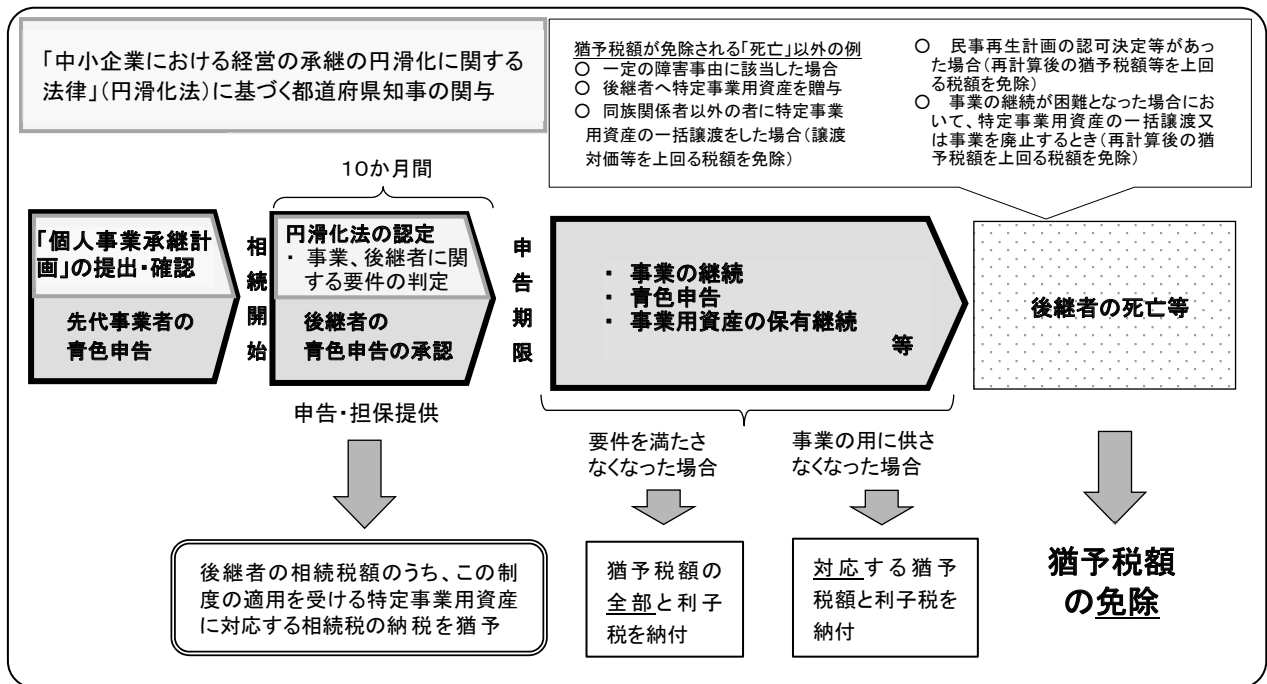 「中小企業における経営の承継の円滑化に関する
法律」(円滑化法)に基づく都道府県知事の関与
猶予税額が免除される「死亡」以外の例
○ 一定の障害事由に該当した場合
○ 後継者へ特定事業用資産を贈与
○ 同族関係者以外の者に特定事業
用資産の一括譲渡をした場合(譲渡
対価等を上回る税額を免除)
○ 民事再生計画の認可決定等があっ
た場合(再計算後の猶予税額等を上回
る税額を免除)
○ 事業の継続が困難となった場合にお
いて、特定事業用資産の一括譲渡又
は事業を廃止するとき(再計算後の猶
予税額を上回る税額を免除)
10か月間
「個人事業承継計
画」の提出・確認
先代事業者の
青色申告
相続開始
円滑化法の認定
・ 事業、後継者に関
する要件の判定
後継者の
青色申告の承認
申告期限
・ 事業の継続
・ 青色申告
・ 事業用資産の保有継続
等
後継者の死亡等
申告・担保提供
要件を満たさ
なくなった場合
事業の用に供さ
なくなった場合
後継者の相続税額のうち、この制
度の適用を受ける特定事業用資産
に対応する相続税の納税を猶予
猶予税額の
全部と利子
税を納付
対応する猶予
税額と利子税を
納付
猶予税額
の免除